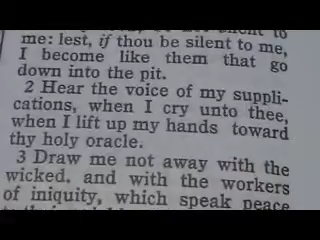 silent to
me: lest, if thou be silent to me,
I become like them that go
down into the pit.
2 Hear the voice of my suppli-
cations, when I cry unto thee,
when I lift up my hands toward
thy holy oracle.
3 Draw me not away with the
wicked, and with the workers
of iniquity, which speak peace